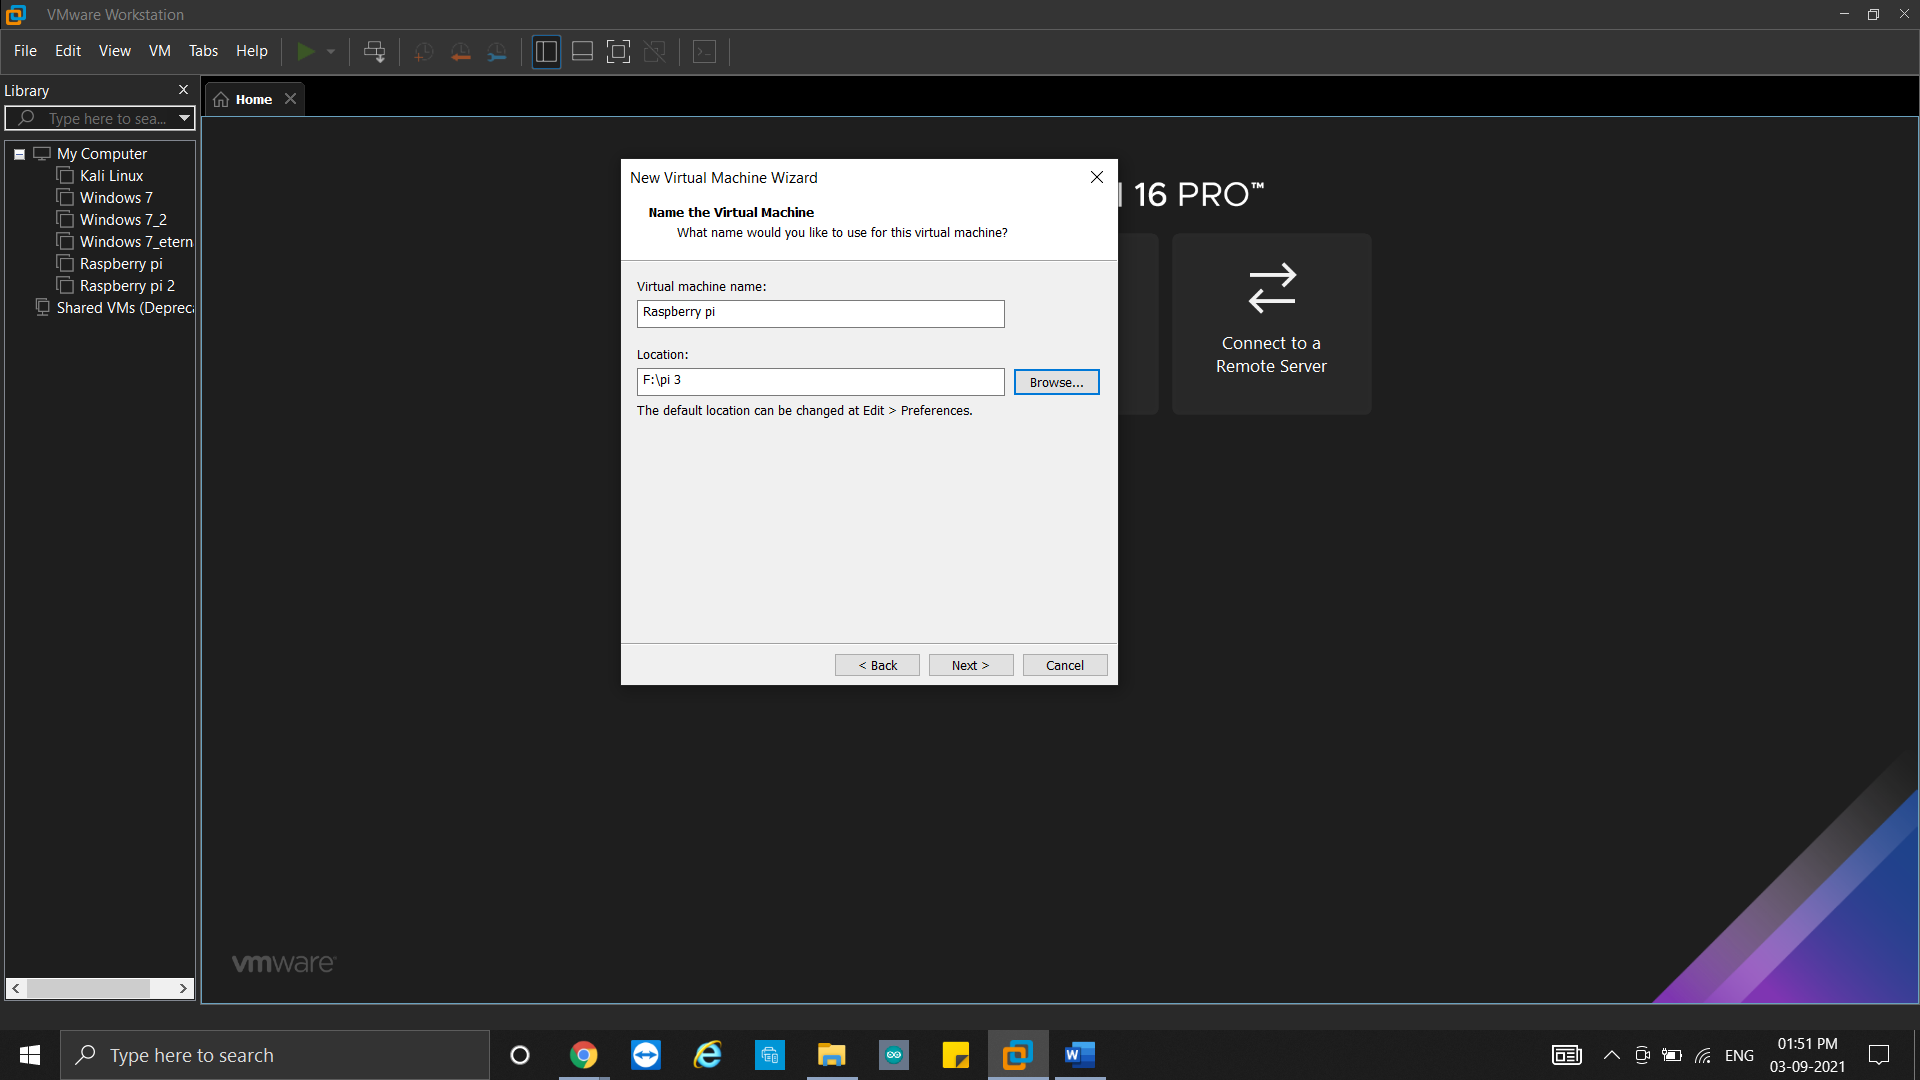 VMware Workstation
File Edit View VM Tabs Help
Library
Type here to sea...
Home
My Computer
Kali Linux
Windows 7
Windows 7_2
Windows 7_etern
Raspberry pi
Raspberry pi 2
Shared VMs (Depreca
16 PRO™
New Virtual Machine Wizard
Name the Virtual Machine
What name would you like to use for this virtual machine?
Virtual machine name:
Raspberry pi
Location:
F:\pi 3
Browse...
The default location can be changed at Edit > Preferences.
< Back Next > Cancel
Connect to a
Remote Server
vmware
Type here to search
ENG
01:51 PM
03-09-2021